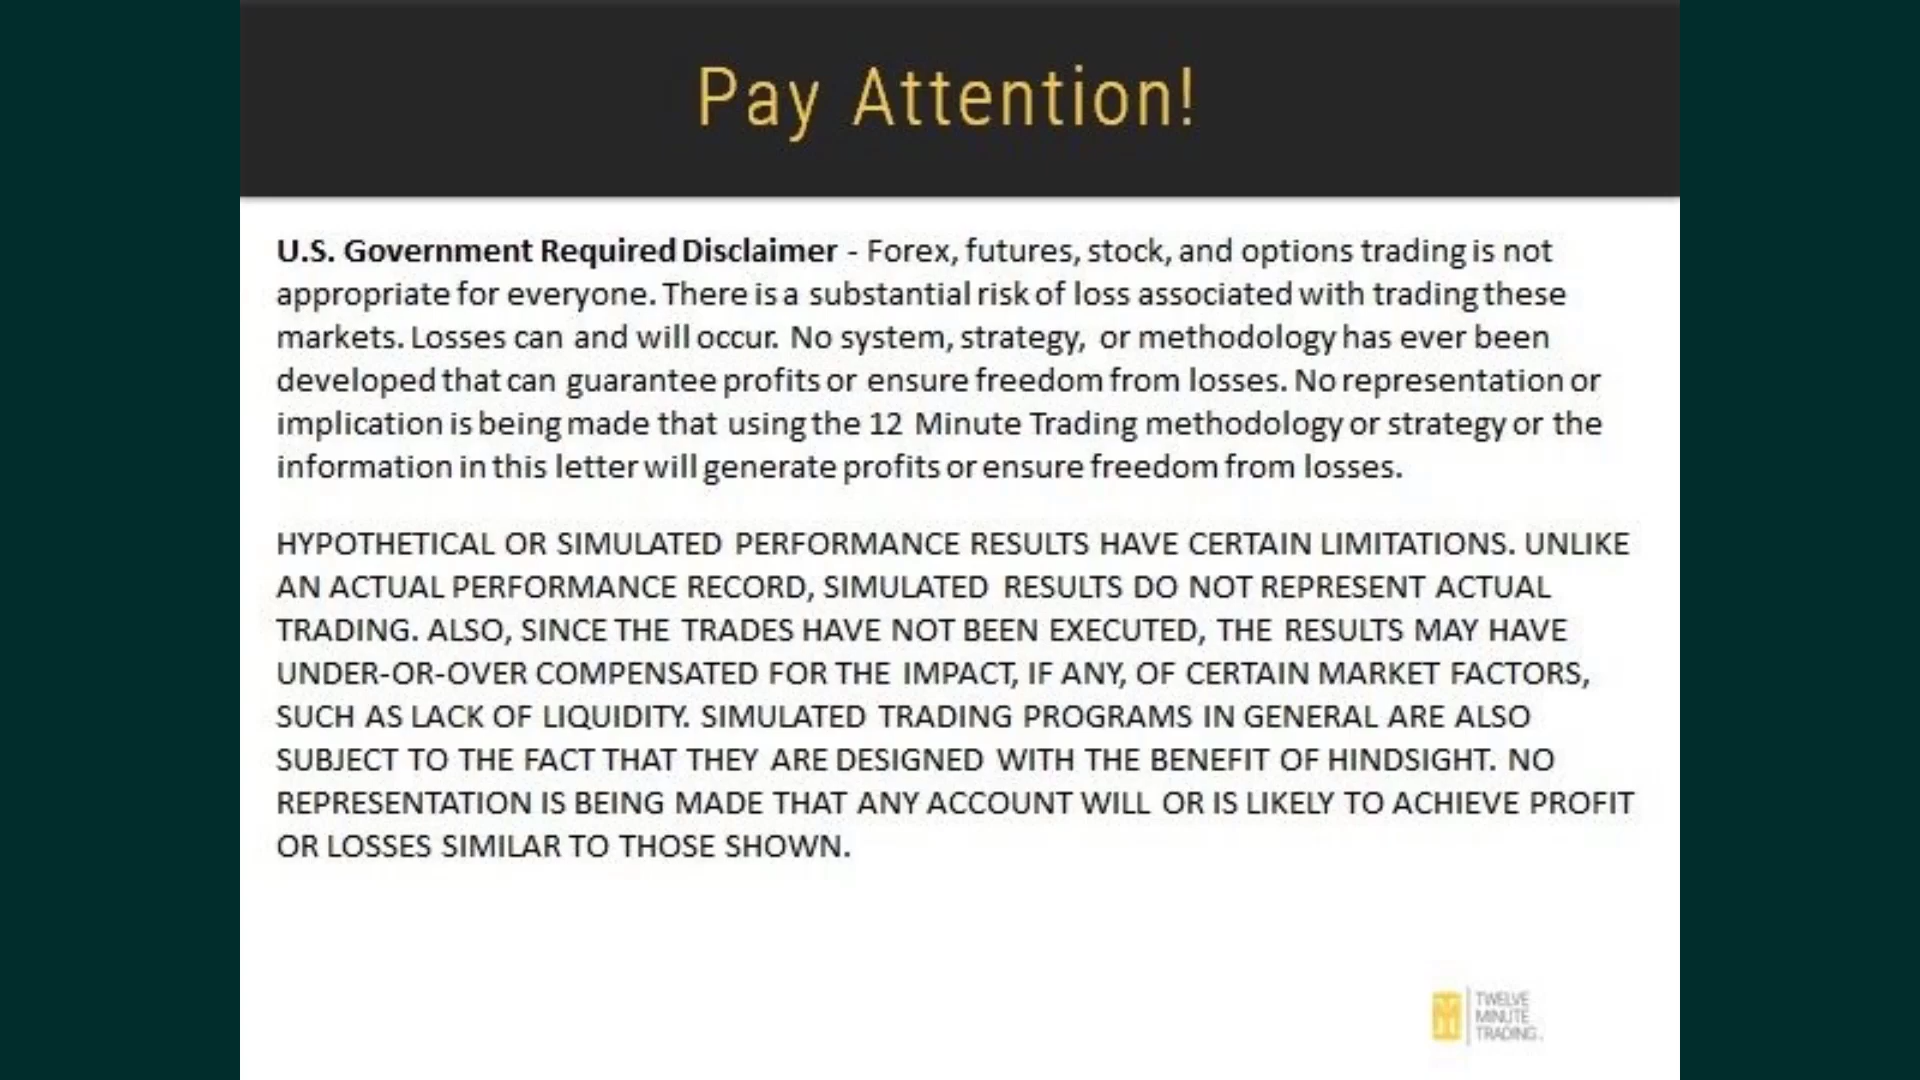 Pay Attention!
U.S. Government Required Disclaimer - Forex, futures, stock, and options trading is not
appropriate for everyone. There is a substantial risk of loss associated with trading these
markets. Losses can and will occur. No system, strategy, or methodology has ever been
developed that can guarantee profits or ensure freedom from losses. No representation or
implication is being made that using the 12 Minute Trading methodology or strategy or the
information in this letter will generate profits or ensure freedom from losses.
HYPOTHETICAL OR SIMULATED PERFORMANCE RESULTS HAVE CERTAIN LIMITATIONS. UNLIKE
AN ACTUAL PERFORMANCE RECORD, SIMULATED RESULTS DO NOT REPRESENT ACTUAL
TRADING. ALSO, SINCE THE TRADES HAVE NOT BEEN EXECUTED, THE RESULTS MAY HAVE
UNDER-OR-OVER COMPENSATED FOR THE IMPACT, IF ANY, OF CERTAIN MARKET FACTORS,
SUCH AS LACK OF LIQUIDITY. SIMULATED TRADING PROGRAMS IN GENERAL ARE ALSO
SUBJECT TO THE FACT THAT THEY ARE DESIGNED WITH THE BENEFIT OF HINDSIGHT. NO
REPRESENTATION IS BEING MADE THAT ANY ACCOUNT WILL OR IS LIKELY TO ACHIEVE PROFIT
OR LOSSES SIMILAR TO THOSE SHOWN.
TWELVE
MINUTE
TRADING.